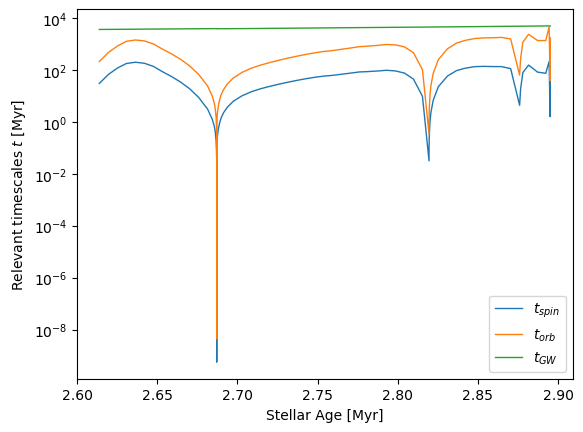 Relevant timescales t [Myr]
10^4
10^2
10^0
10^-2
10^-4
10^-6
10^-8
t_spin
t_orb
t_GW
2.60 2.65 2.70 2.75 2.80 2.85 2.90
Stellar Age [Myr]